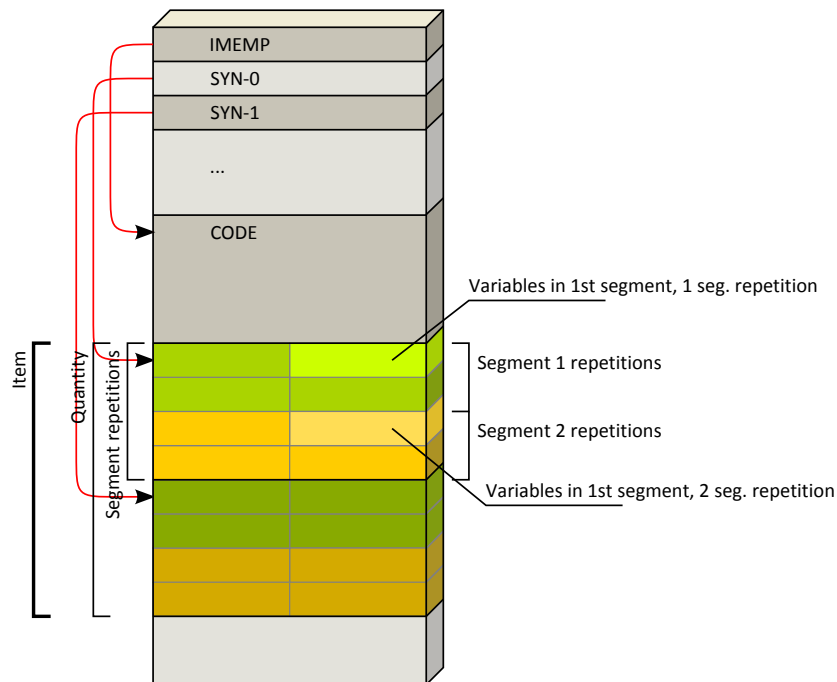 IMEMP
SYN-0
SYN-1
...
CODE
Variables in 1st segment, 1 seg. repetition
Item
Quantity
Segment repetitions
Segment 1 repetitions
Segment 2 repetitions
Variables in 1st segment, 2 seg. repetition